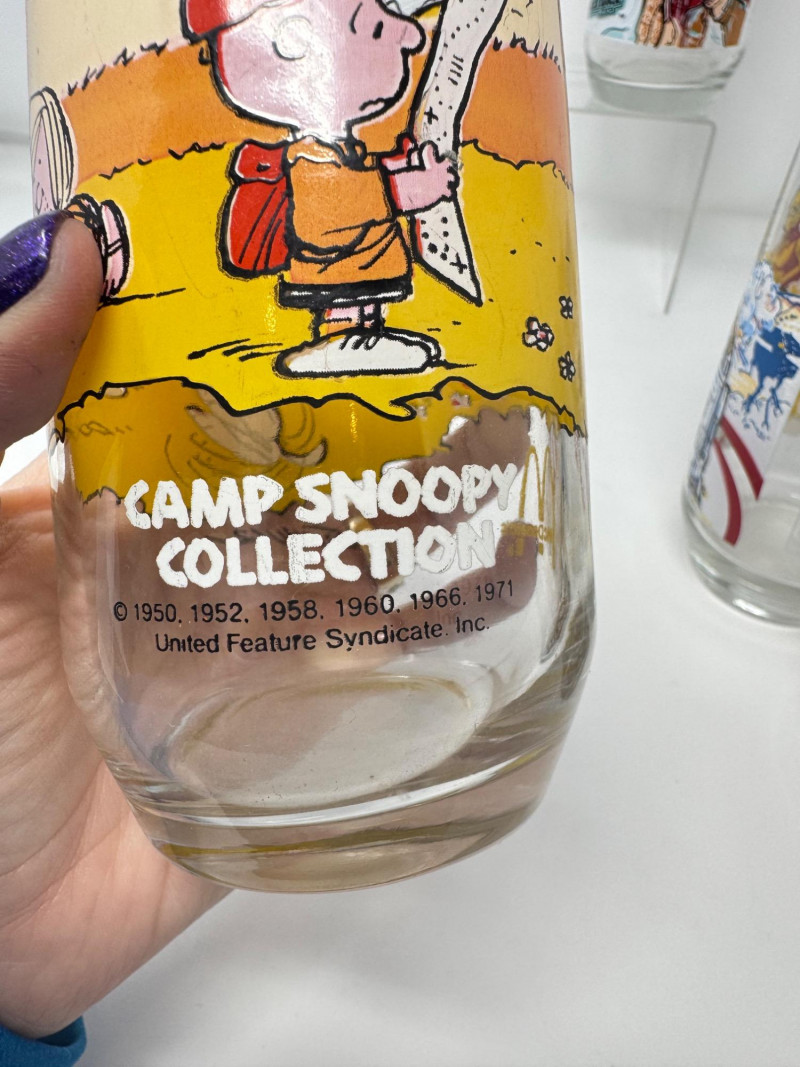 CAMP SNOOPY
COLLECTION
© 1950, 1952, 1958, 1960, 1966, 1971
United Feature Syndicate, Inc.